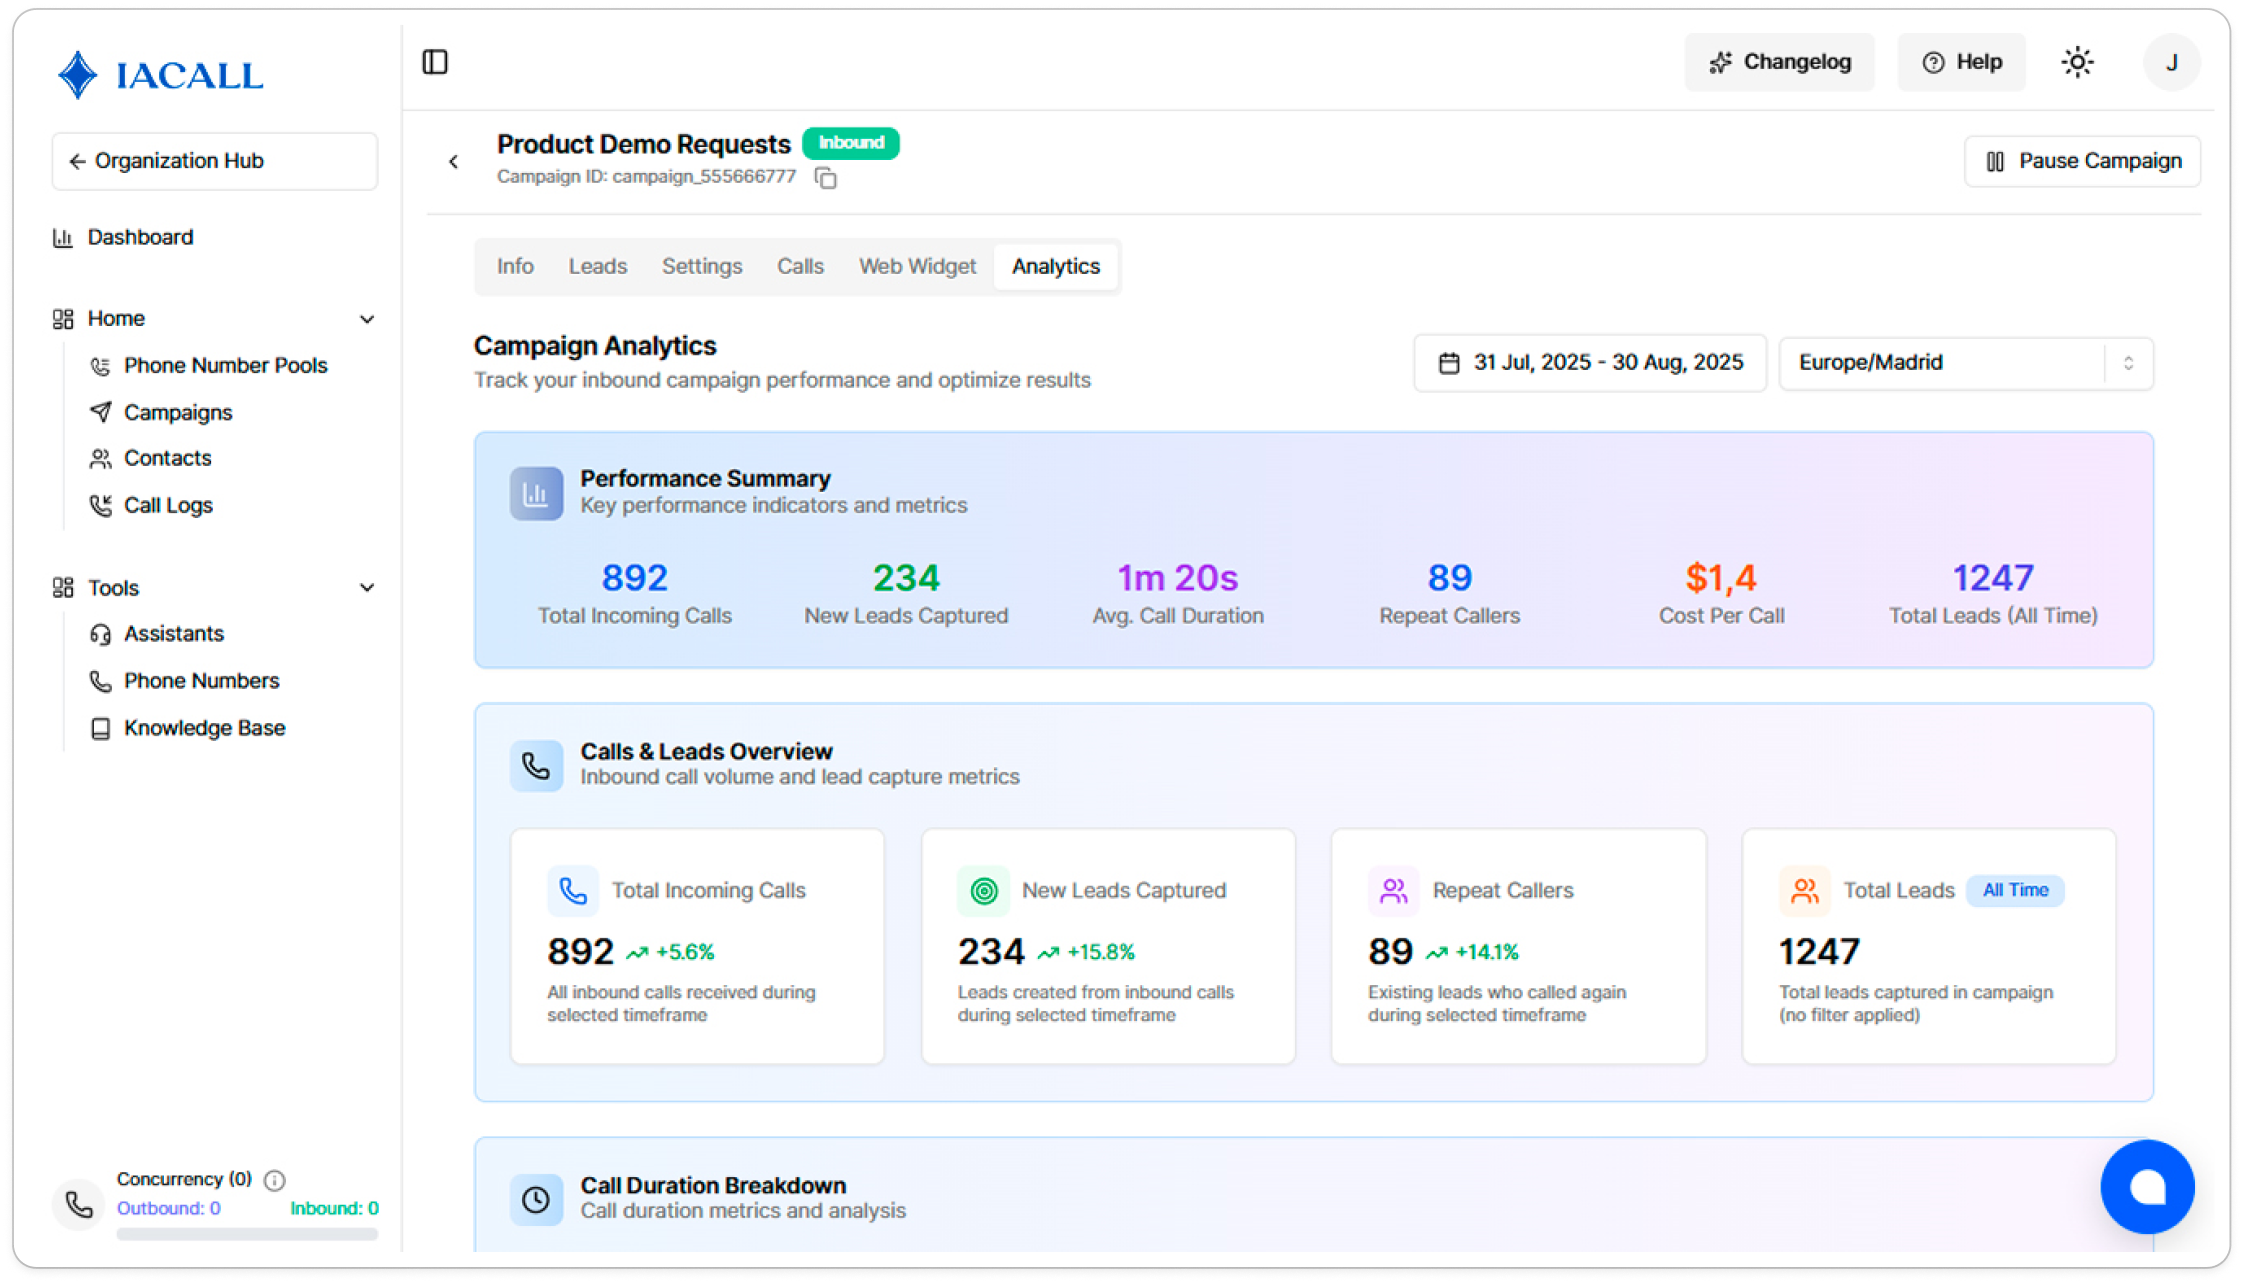 IACALL
Organization Hub
Dashboard
Home
Phone Number Pools
Campaigns
Contacts
Call Logs
Tools
Assistants
Phone Numbers
Knowledge Base
Concurrency (0)
Outbound: 0 Inbound: 0
Changelog Help J
Product Demo Requests Inbound
Campaign ID: campaign_555666777
Pause Campaign
Info Leads Settings Calls Web Widget Analytics
Campaign Analytics
Track your inbound campaign performance and optimize results
31 Jul, 2025 - 30 Aug, 2025 Europe/Madrid
Performance Summary
Key performance indicators and metrics
892 234 1m 20s 89 $1,4 1247
Total Incoming Calls New Leads Captured Avg. Call Duration Repeat Callers Cost Per Call Total Leads (All Time)
Calls & Leads Overview
Inbound call volume and lead capture metrics
Total Incoming Calls
892 +5.6%
All inbound calls received during
selected timeframe
New Leads Captured
234 +15.8%
Leads created from inbound calls
during selected timeframe
Repeat Callers
89 +14.1%
Existing leads who called again
during selected timeframe
Total Leads All Time
1247
Total leads captured in campaign
(no filter applied)
Call Duration Breakdown
Call duration metrics and analysis